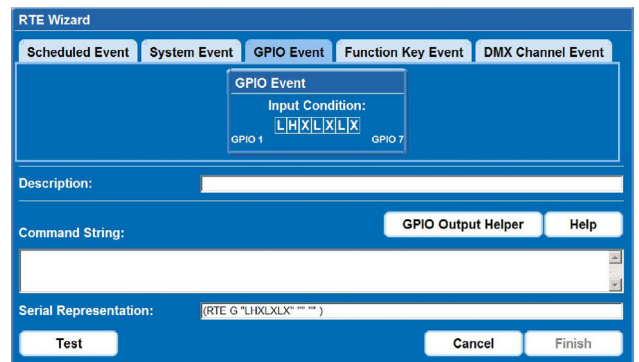 RTE Wizard
Scheduled Event System Event GPIO Event Function Key Event DMX Channel Event
GPIO Event
Input Condition:
LHXLXLX
GPIO 1 GPIO 7
Description:
GPIO Output Helper Help
Command String:
Serial Representation: (RTE G "LHXLXLX" "" "" )
Test Cancel Finish